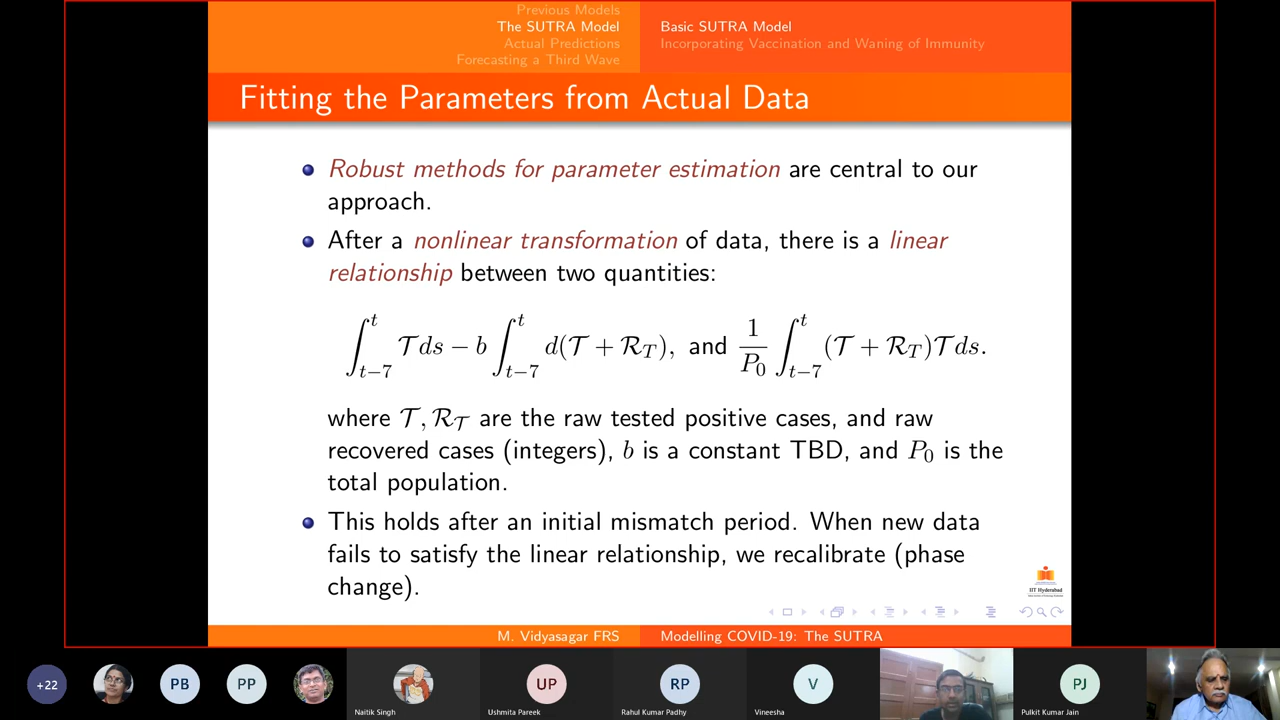 Previous Models
The SUTRA Model
Actual Predictions
Forecasting a Third Wave
Basic SUTRA Model
Incorporating Vaccination and Waning of Immunity
Fitting the Parameters from Actual Data
Robust methods for parameter estimation are central to our
approach.
After a nonlinear transformation of data, there is a linear
relationship between two quantities:
∫_{t−7}^{t} 𝒯ds − b ∫_{t−7}^{t} d(𝒯 + ℛ_T), and 1/P₀ ∫_{t−7}^{t} (𝒯 + ℛ_T)𝒯ds.
where 𝒯, ℛ_𝒯 are the raw tested positive cases, and raw
recovered cases (integers), b is a constant TBD, and P₀ is the
total population.
This holds after an initial mismatch period. When new data
fails to satisfy the linear relationship, we recalibrate (phase
change).
IIT Hyderabad
M. Vidyasagar FRS
Modelling COVID-19: The SUTRA
+22
PB
PP
Naitik Singh
UP
Ushmita Pareek
RP
Rahul Kumar Padhy
V
Vineesha
PJ
Pulkit Kumar Jain